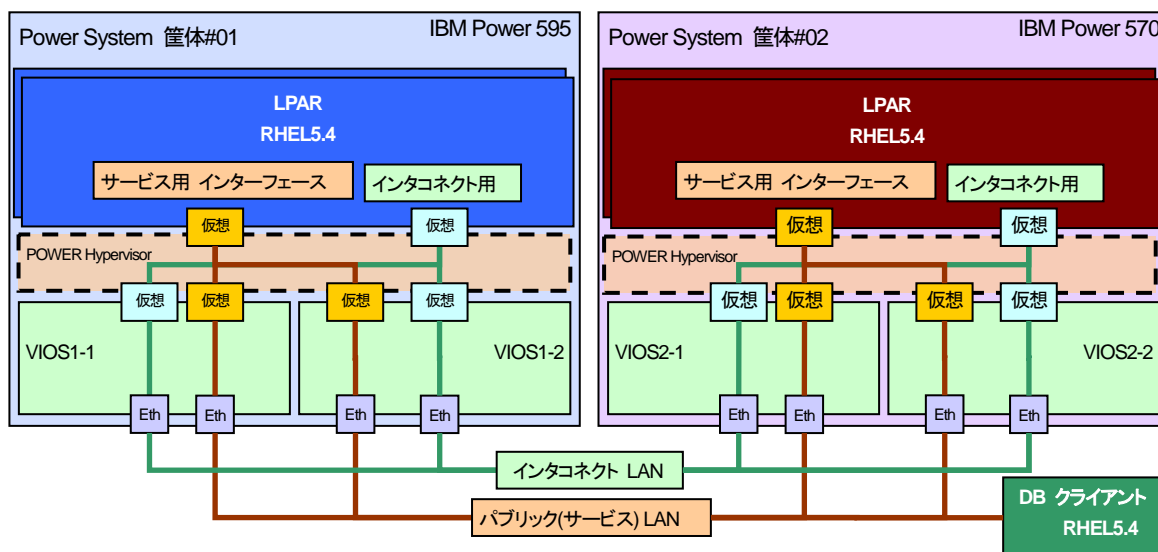 Power System 筐体#01
IBM Power 595
LPAR
RHEL5.4
サービス用 インターフェース
インタコネクト用
仮想
仮想
POWER Hypervisor
仮想
仮想
仮想
仮想
VIOS1-1
VIOS1-2
Eth
Eth
Eth
Eth
Power System 筐体#02
IBM Power 570
LPAR
RHEL5.4
サービス用 インターフェース
インタコネクト用
仮想
仮想
POWER Hypervisor
仮想
仮想
仮想
仮想
VIOS2-1
VIOS2-2
Eth
Eth
Eth
Eth
インタコネクト LAN
パブリック(サービス) LAN
DB クライアント
RHEL5.4